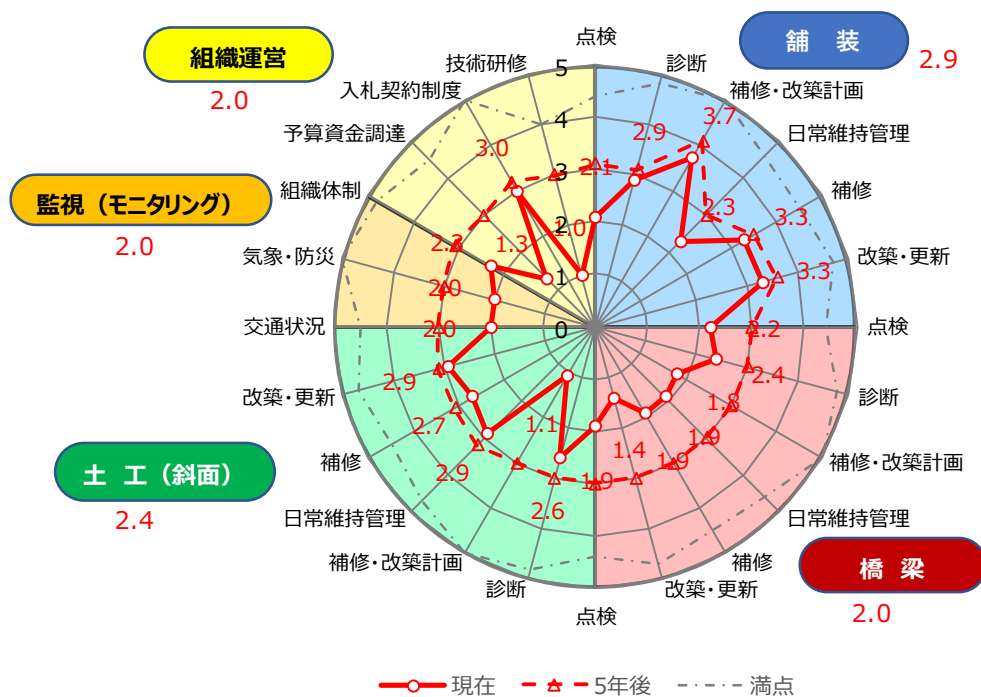 組織運営
2.0
監視（モニタリング）
2.0
土 工（斜面）
2.4
舗 装
2.9
橋 梁
2.0
点検
診断
補修・改築計画
日常維持管理
補修
改築・更新
点検
診断
補修・改築計画
日常維持管理
補修
改築・更新
点検
診断
補修・改築計画
日常維持管理
補修
改築・更新
交通状況
気象・防災
組織体制
予算資金調達
入札契約制度
技術研修
5
4
3
2
1
0
2.1
2.9
3.7
2.3
3.3
3.3
2.2
2.4
1.8
1.9
1.9
1.4
1.9
2.6
1.1
2.9
2.7
2.9
2.0
2.0
2.3
1.3
3.0
1.0
現在
5年後
満点